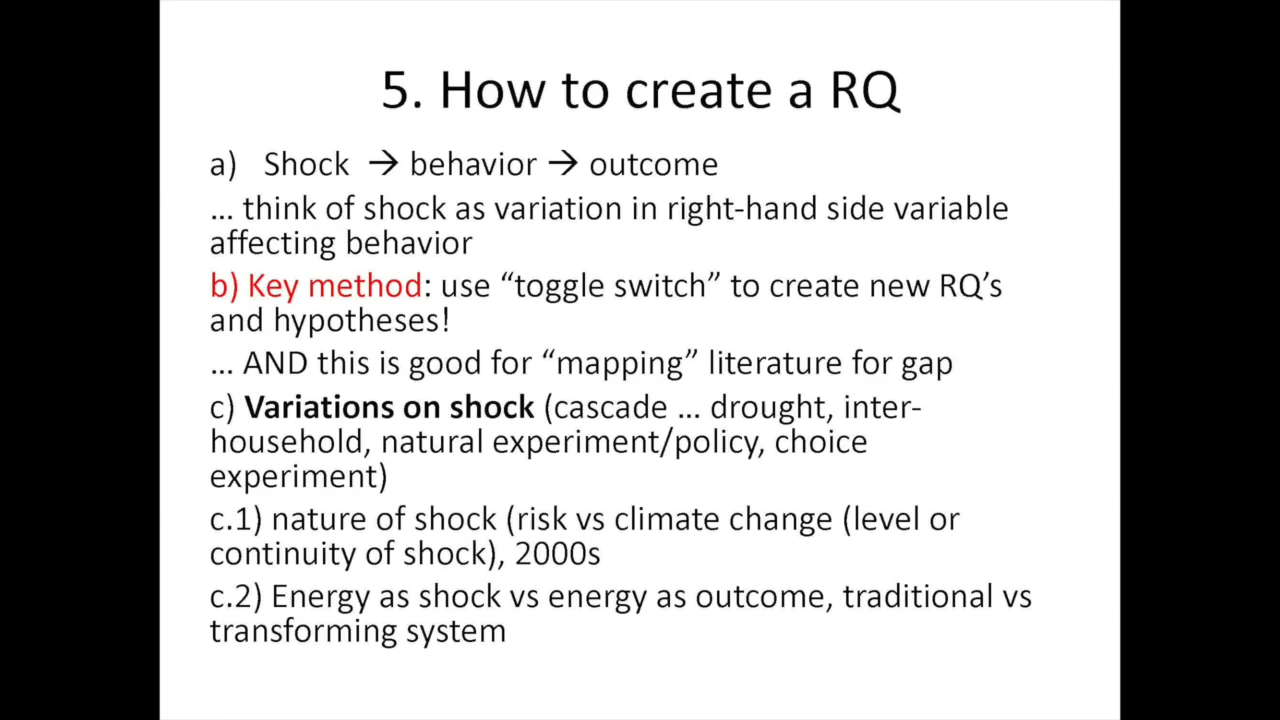 5. How to create a RQ
a) Shock → behavior → outcome
... think of shock as variation in right-hand side variable
affecting behavior
b) Key method: use “toggle switch” to create new RQ’s
and hypotheses!
... AND this is good for “mapping” literature for gap
c) Variations on shock (cascade ... drought, inter-
household, natural experiment/policy, choice
experiment)
c.1) nature of shock (risk vs climate change (level or
continuity of shock), 2000s
c.2) Energy as shock vs energy as outcome, traditional vs
transforming system